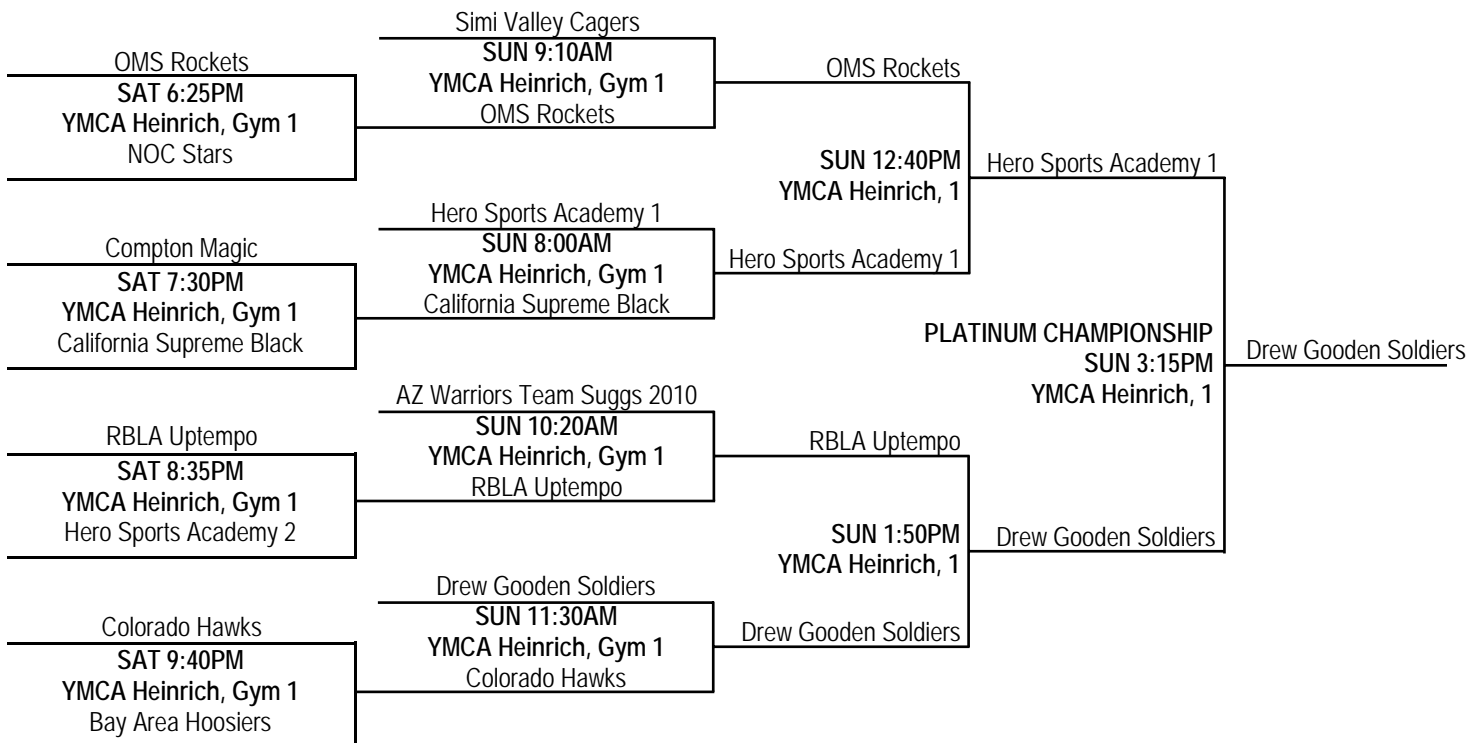 OMS Rockets
SAT 6:25PM
YMCA Heinrich, Gym 1
NOC Stars
Compton Magic
SAT 7:30PM
YMCA Heinrich, Gym 1
California Supreme Black
RBLA Uptempo
SAT 8:35PM
YMCA Heinrich, Gym 1
Hero Sports Academy 2
Colorado Hawks
SAT 9:40PM
YMCA Heinrich, Gym 1
Bay Area Hoosiers
Simi Valley Cagers
SUN 9:10AM
YMCA Heinrich, Gym 1
OMS Rockets
Hero Sports Academy 1
SUN 8:00AM
YMCA Heinrich, Gym 1
California Supreme Black
AZ Warriors Team Suggs 2010
SUN 10:20AM
YMCA Heinrich, Gym 1
RBLA Uptempo
Drew Gooden Soldiers
SUN 11:30AM
YMCA Heinrich, Gym 1
Colorado Hawks
OMS Rockets
SUN 12:40PM
YMCA Heinrich, 1
Hero Sports Academy 1
RBLA Uptempo
SUN 1:50PM
YMCA Heinrich, 1
Drew Gooden Soldiers
Hero Sports Academy 1
PLATINUM CHAMPIONSHIP
SUN 3:15PM
YMCA Heinrich, 1
Drew Gooden Soldiers
Drew Gooden Soldiers